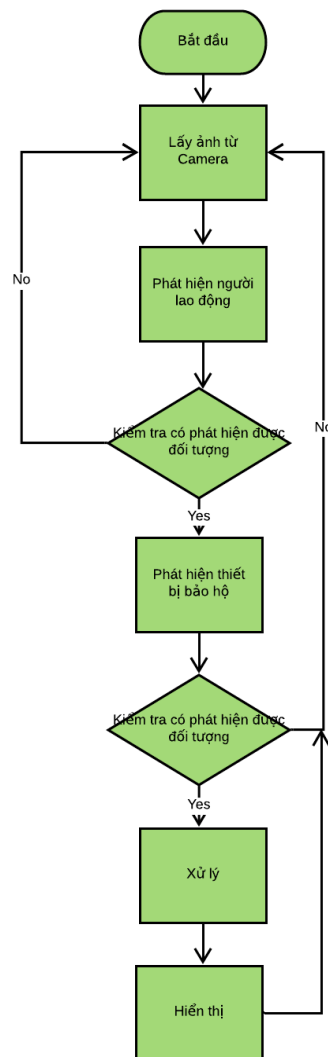 Bắt đầu
Lấy ảnh từ
Camera
No
Phát hiện người
lao động
Kiểm tra có phát hiện được
đối tượng
No
Yes
Phát hiện thiết
bị bảo hộ
Kiểm tra có phát hiện được
đối tượng
Yes
Xử lý
Hiển thị